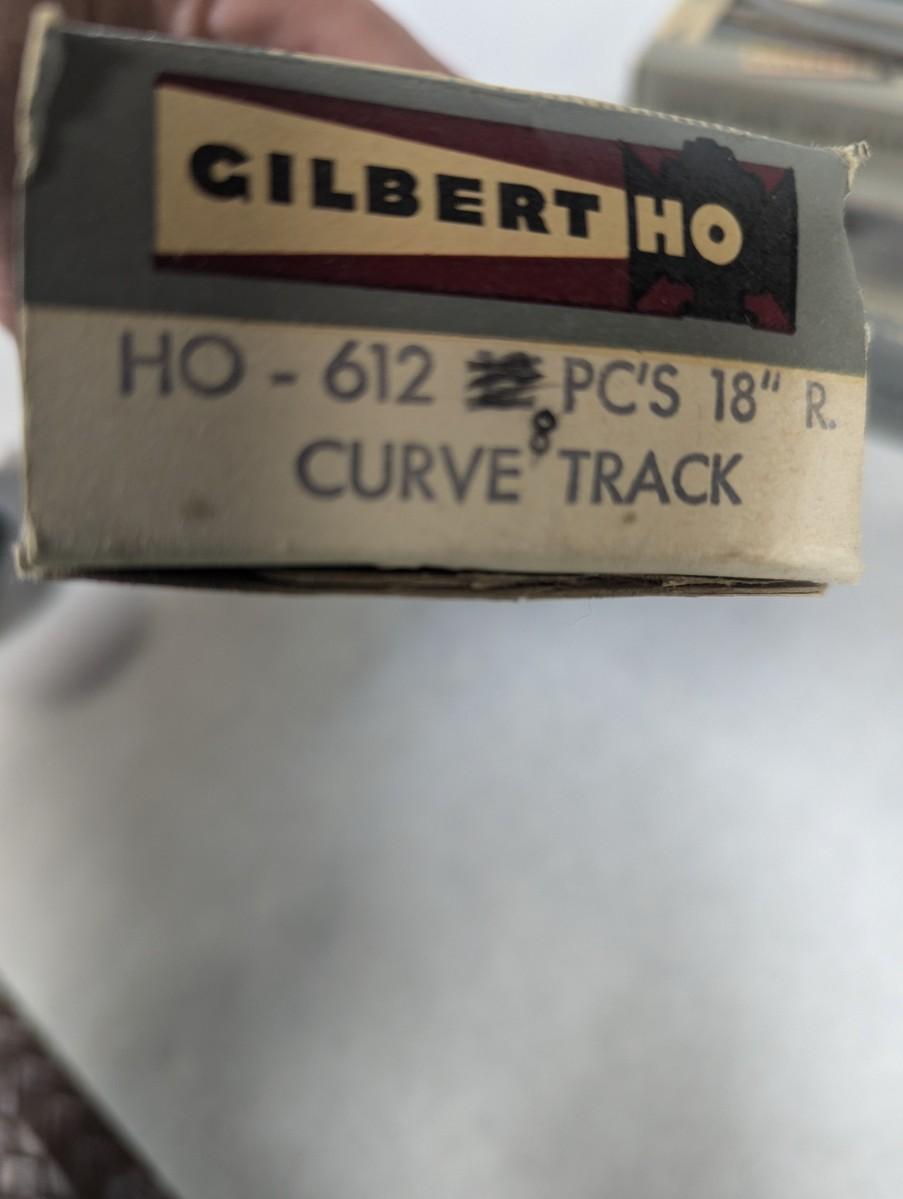 GILBERT HO
HO - 612 PC'S 18" R.
8
CURVE TRACK